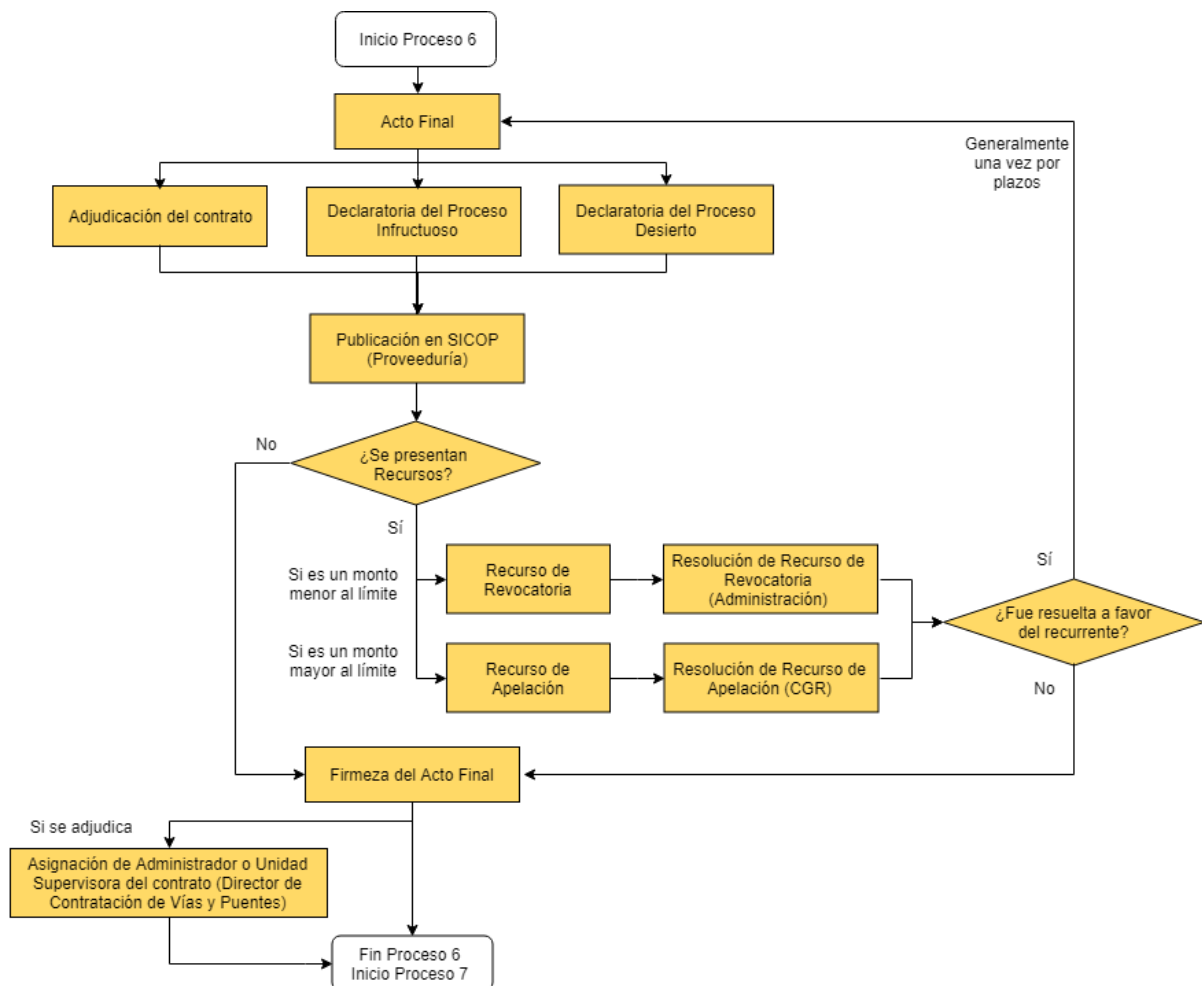 Inicio Proceso 6
Acto Final
Generalmente
una vez por
plazos
Adjudicación del contrato
Declaratoria del Proceso
Infructuoso
Declaratoria del Proceso
Desierto
Publicación en SICOP
(Proveeduría)
No
¿Se presentan
Recursos?
Sí
Si es un monto
menor al límite
Recurso de
Revocatoria
Resolución de Recurso de
Revocatoria
(Administración)
Sí
¿Fue resuelta a favor
del recurrente?
Si es un monto
mayor al límite
Recurso de
Apelación
Resolución de Recurso de
Apelación (CGR)
No
Firmeza del Acto Final
Si se adjudica
Asignación de Administrador o Unidad
Supervisora del contrato (Director de
Contratación de Vías y Puentes)
Fin Proceso 6
Inicio Proceso 7